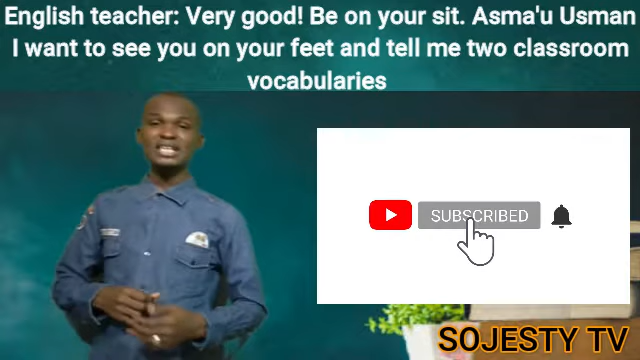 English teacher: Very good! Be on your sit. Asma'u Usman
I want to see you on your feet and tell me two classroom
vocabularies
SUBSCRIBED
SOJESTY TV